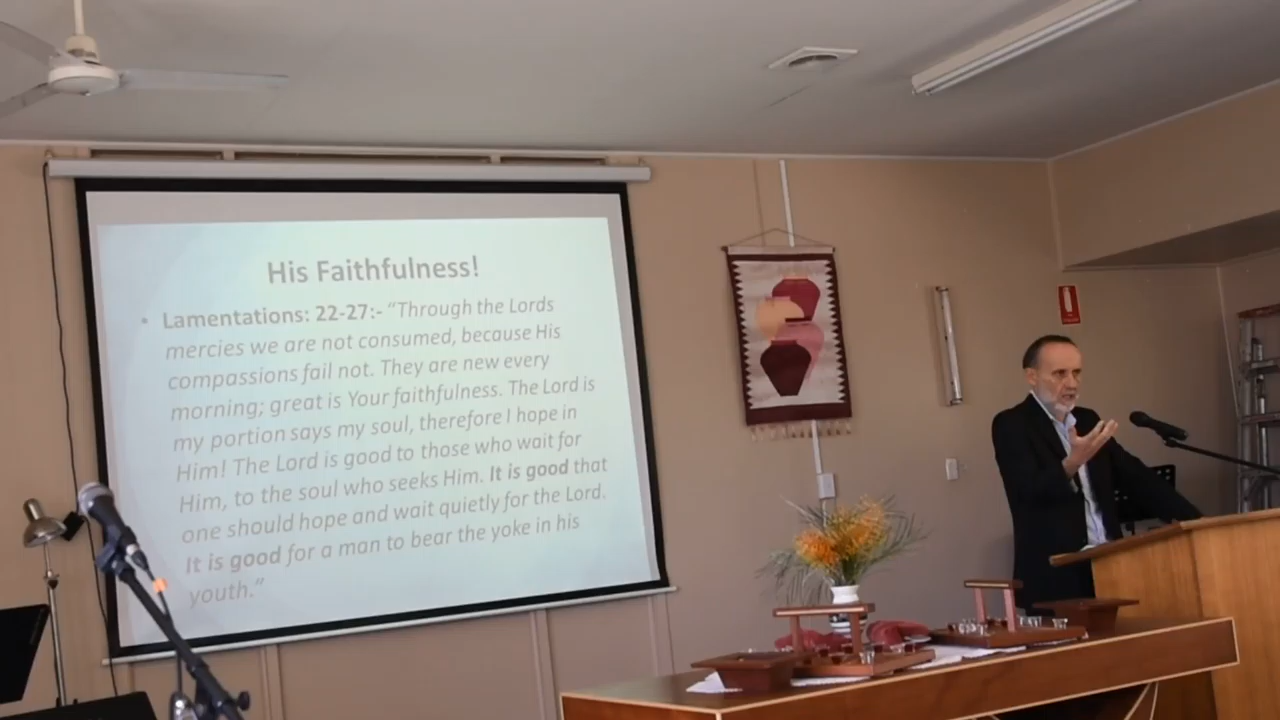 His Faithfulness!
• Lamentations: 22-27:- “Through the Lords
mercies we are not consumed, because His
compassions fail not. They are new every
morning; great is Your faithfulness. The Lord is
my portion says my soul, therefore I hope in
Him! The Lord is good to those who wait for
Him, to the soul who seeks Him. It is good that
one should hope and wait quietly for the Lord.
It is good for a man to bear the yoke in his
youth.”